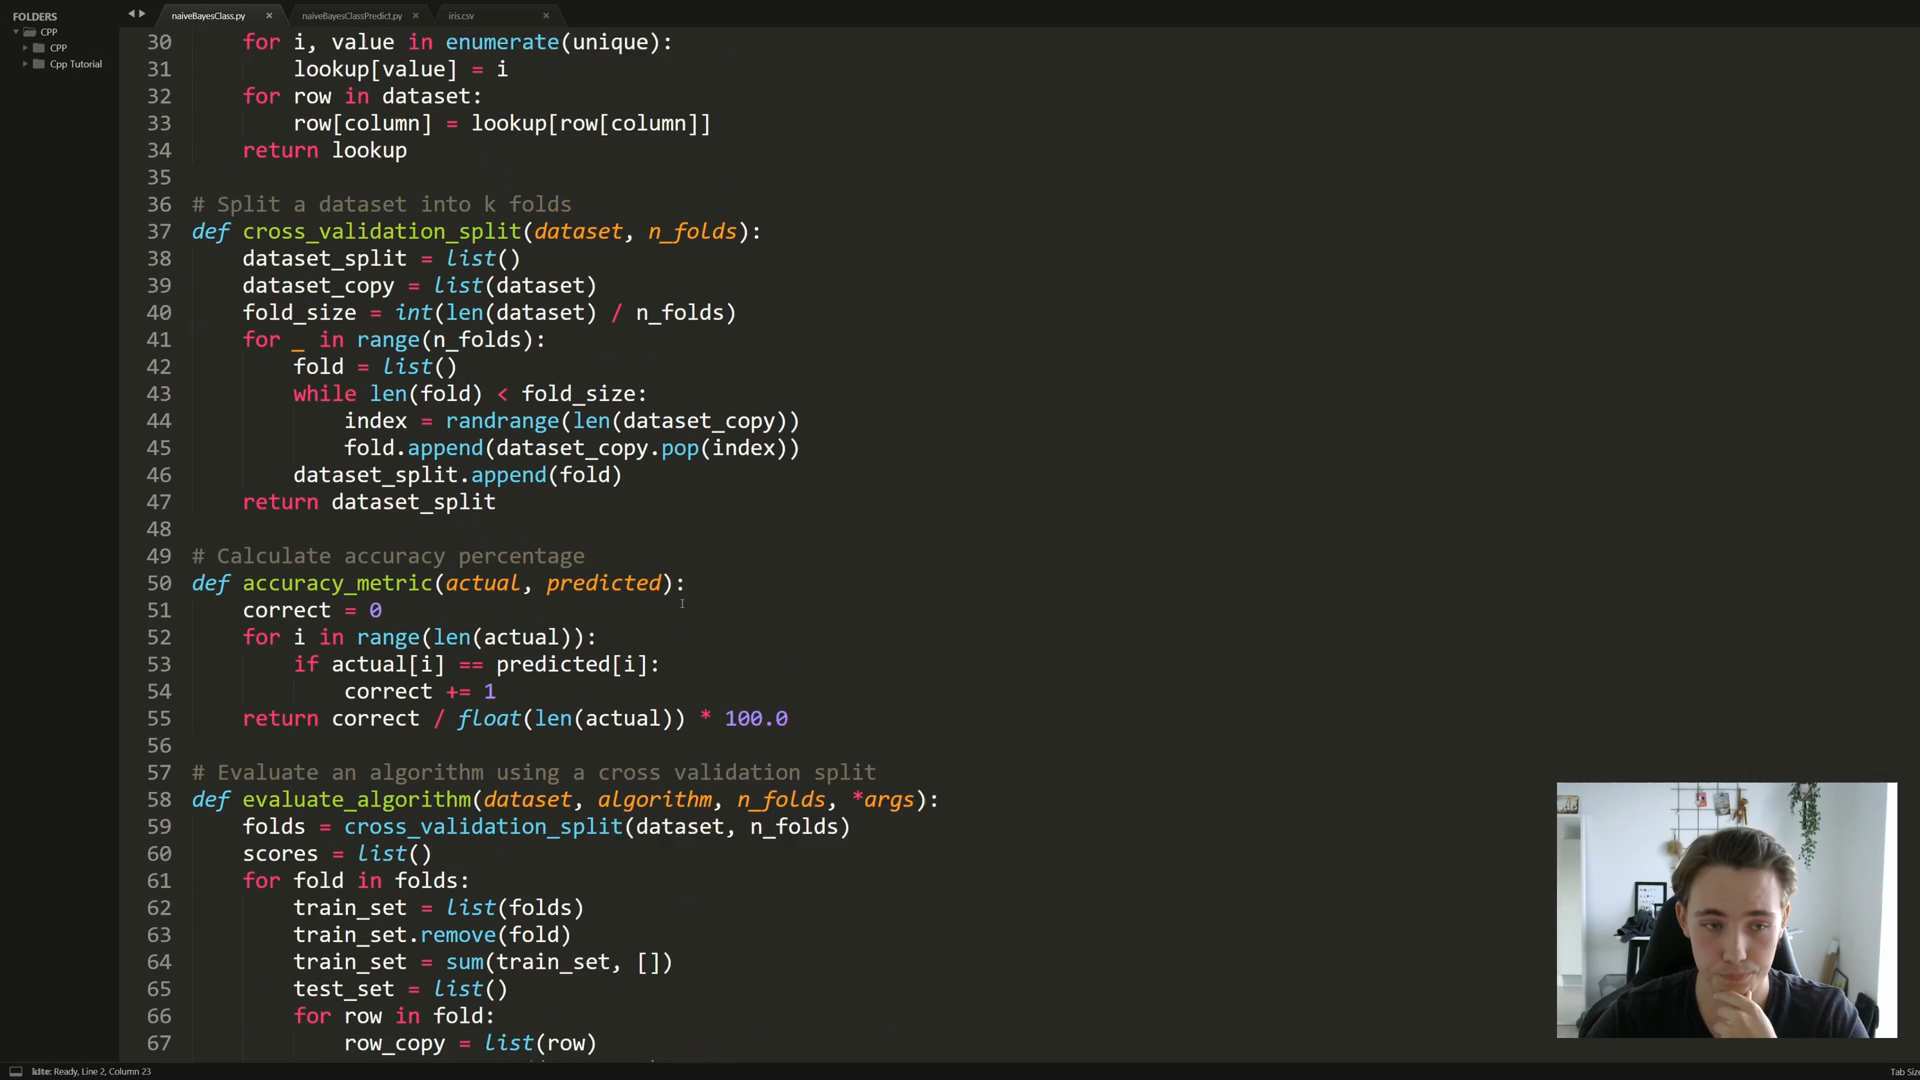 FOLDERS
CPP
CPP
Cpp Tutorial
naiveBayesClass.py ×
naiveBayesClassPredict.py ×
iris.csv ×
30 for i, value in enumerate(unique):
31 lookup[value] = i
32 for row in dataset:
33 row[column] = lookup[row[column]]
34 return lookup
35
36 # Split a dataset into k folds
37 def cross_validation_split(dataset, n_folds):
38 dataset_split = list()
39 dataset_copy = list(dataset)
40 fold_size = int(len(dataset) / n_folds)
41 for _ in range(n_folds):
42 fold = list()
43 while len(fold) < fold_size:
44 index = randrange(len(dataset_copy))
45 fold.append(dataset_copy.pop(index))
46 dataset_split.append(fold)
47 return dataset_split
48
49 # Calculate accuracy percentage
50 def accuracy_metric(actual, predicted):
51 correct = 0
52 for i in range(len(actual)):
53 if actual[i] == predicted[i]:
54 correct += 1
55 return correct / float(len(actual)) * 100.0
56
57 # Evaluate an algorithm using a cross validation split
58 def evaluate_algorithm(dataset, algorithm, n_folds, *args):
59 folds = cross_validation_split(dataset, n_folds)
60 scores = list()
61 for fold in folds:
62 train_set = list(folds)
63 train_set.remove(fold)
64 train_set = sum(train_set, [])
65 test_set = list()
66 for row in fold:
67 row_copy = list(row)
kite: Ready, Line 2, Column 23
Tab Size